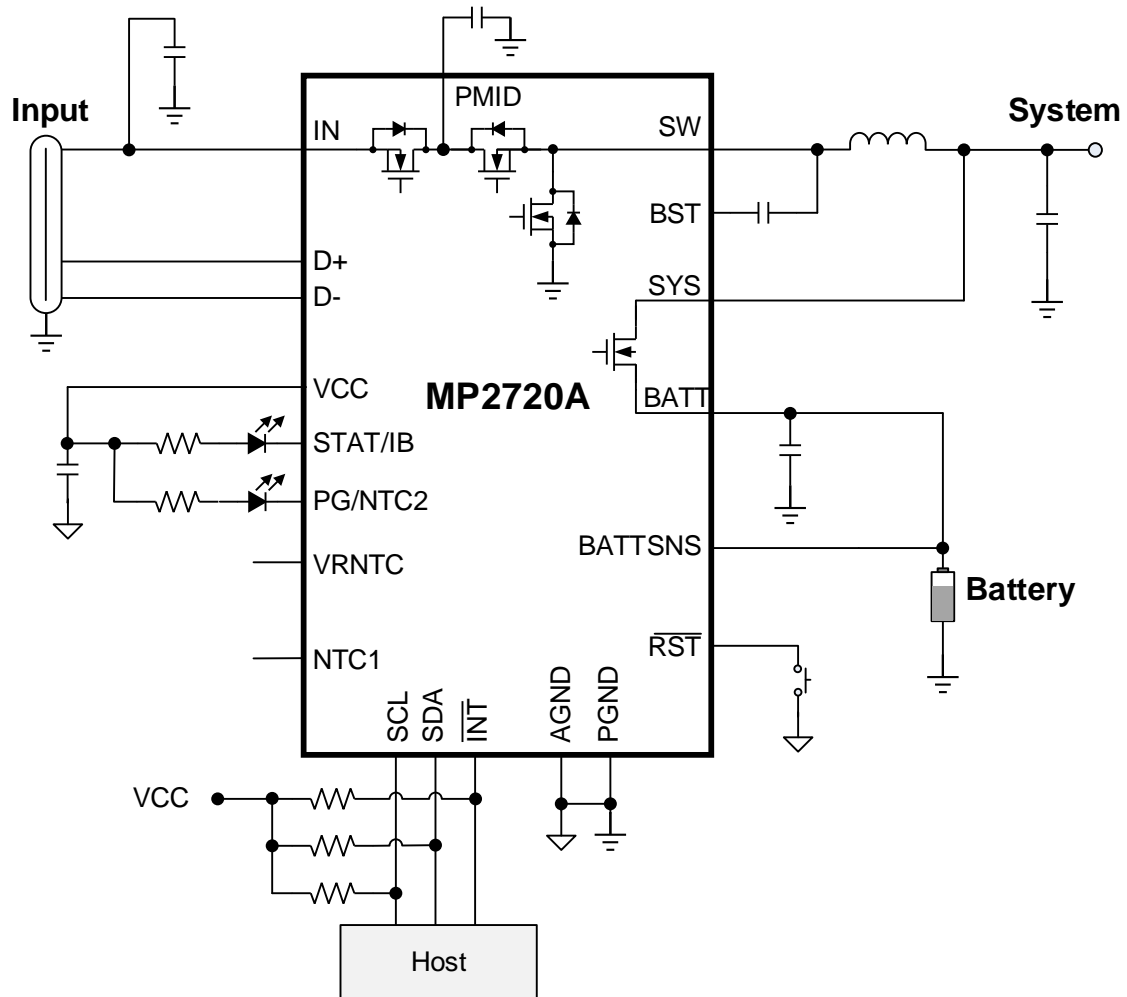 Input
PMID
IN
SW
System
BST
D+
D-
SYS
VCC
MP2720A
BATT
STAT/IB
PG/NTC2
BATTSNS
VRNTC
Battery
RST
NTC1
SCL
SDA
INT
AGND
PGND
VCC
Host